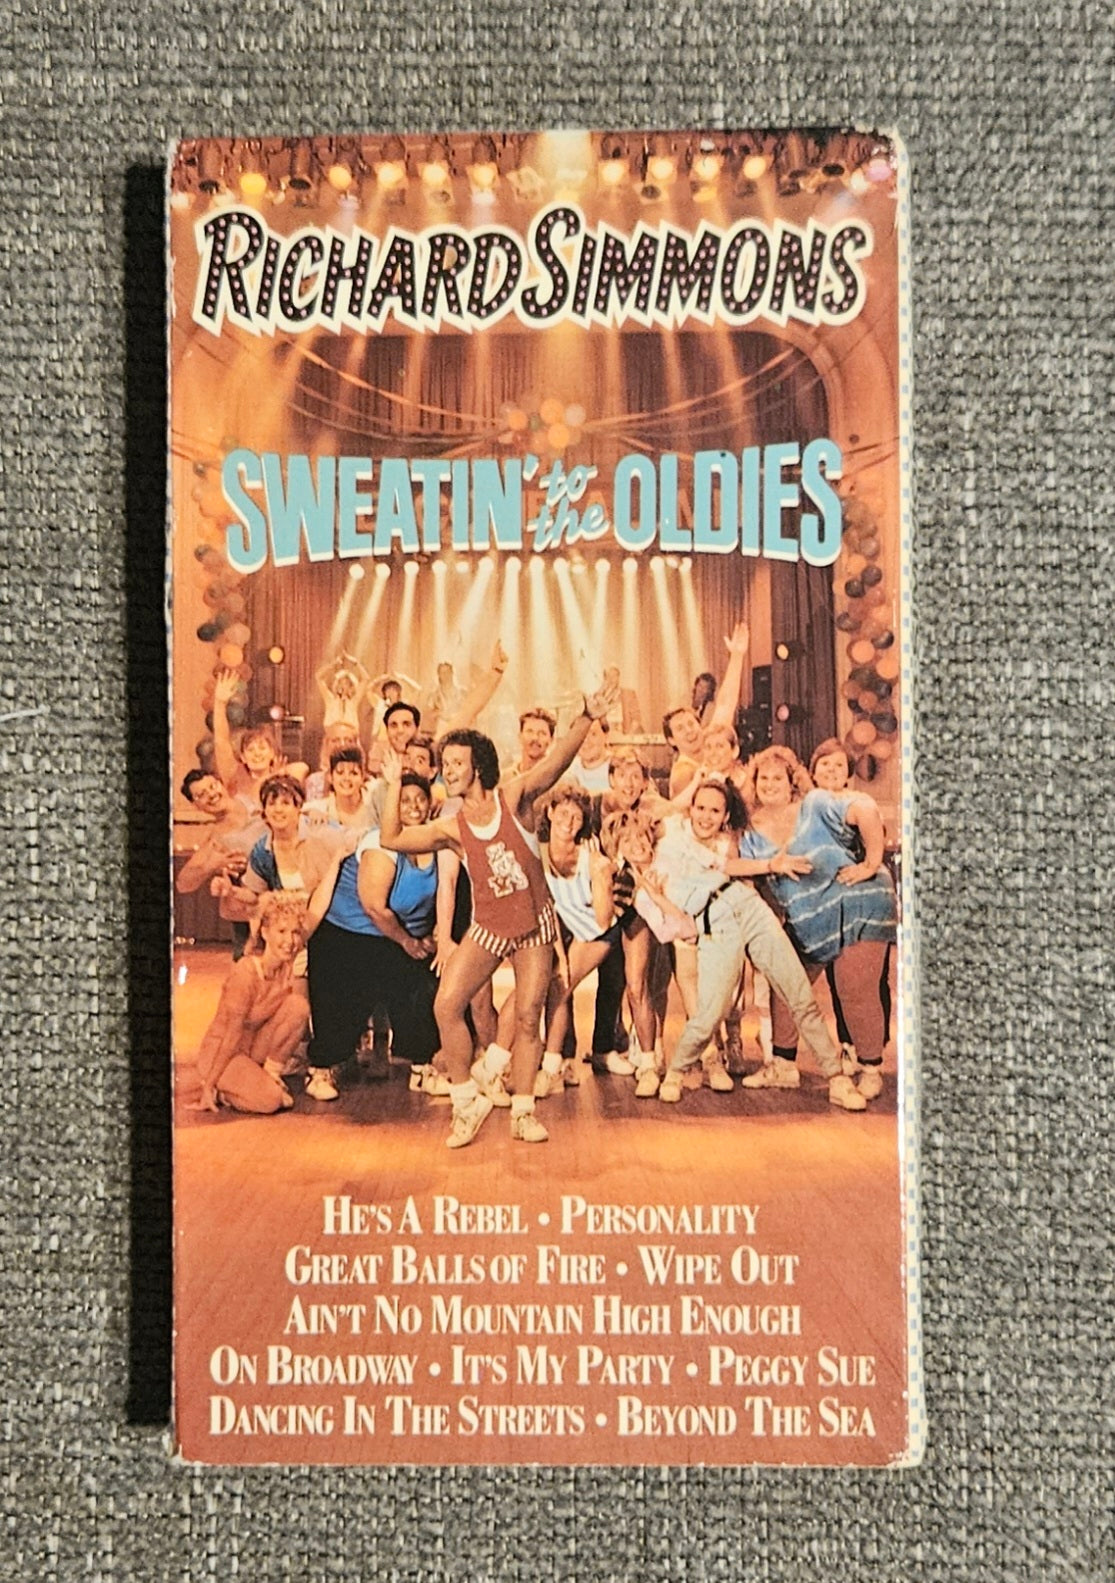 RICHARD SIMMONS
SWEATIN' to the OLDIES
HE'S A REBEL • PERSONALITY
GREAT BALLS OF FIRE • WIPE OUT
AIN'T NO MOUNTAIN HIGH ENOUGH
ON BROADWAY • IT'S MY PARTY • PEGGY SUE
DANCING IN THE STREETS • BEYOND THE SEA